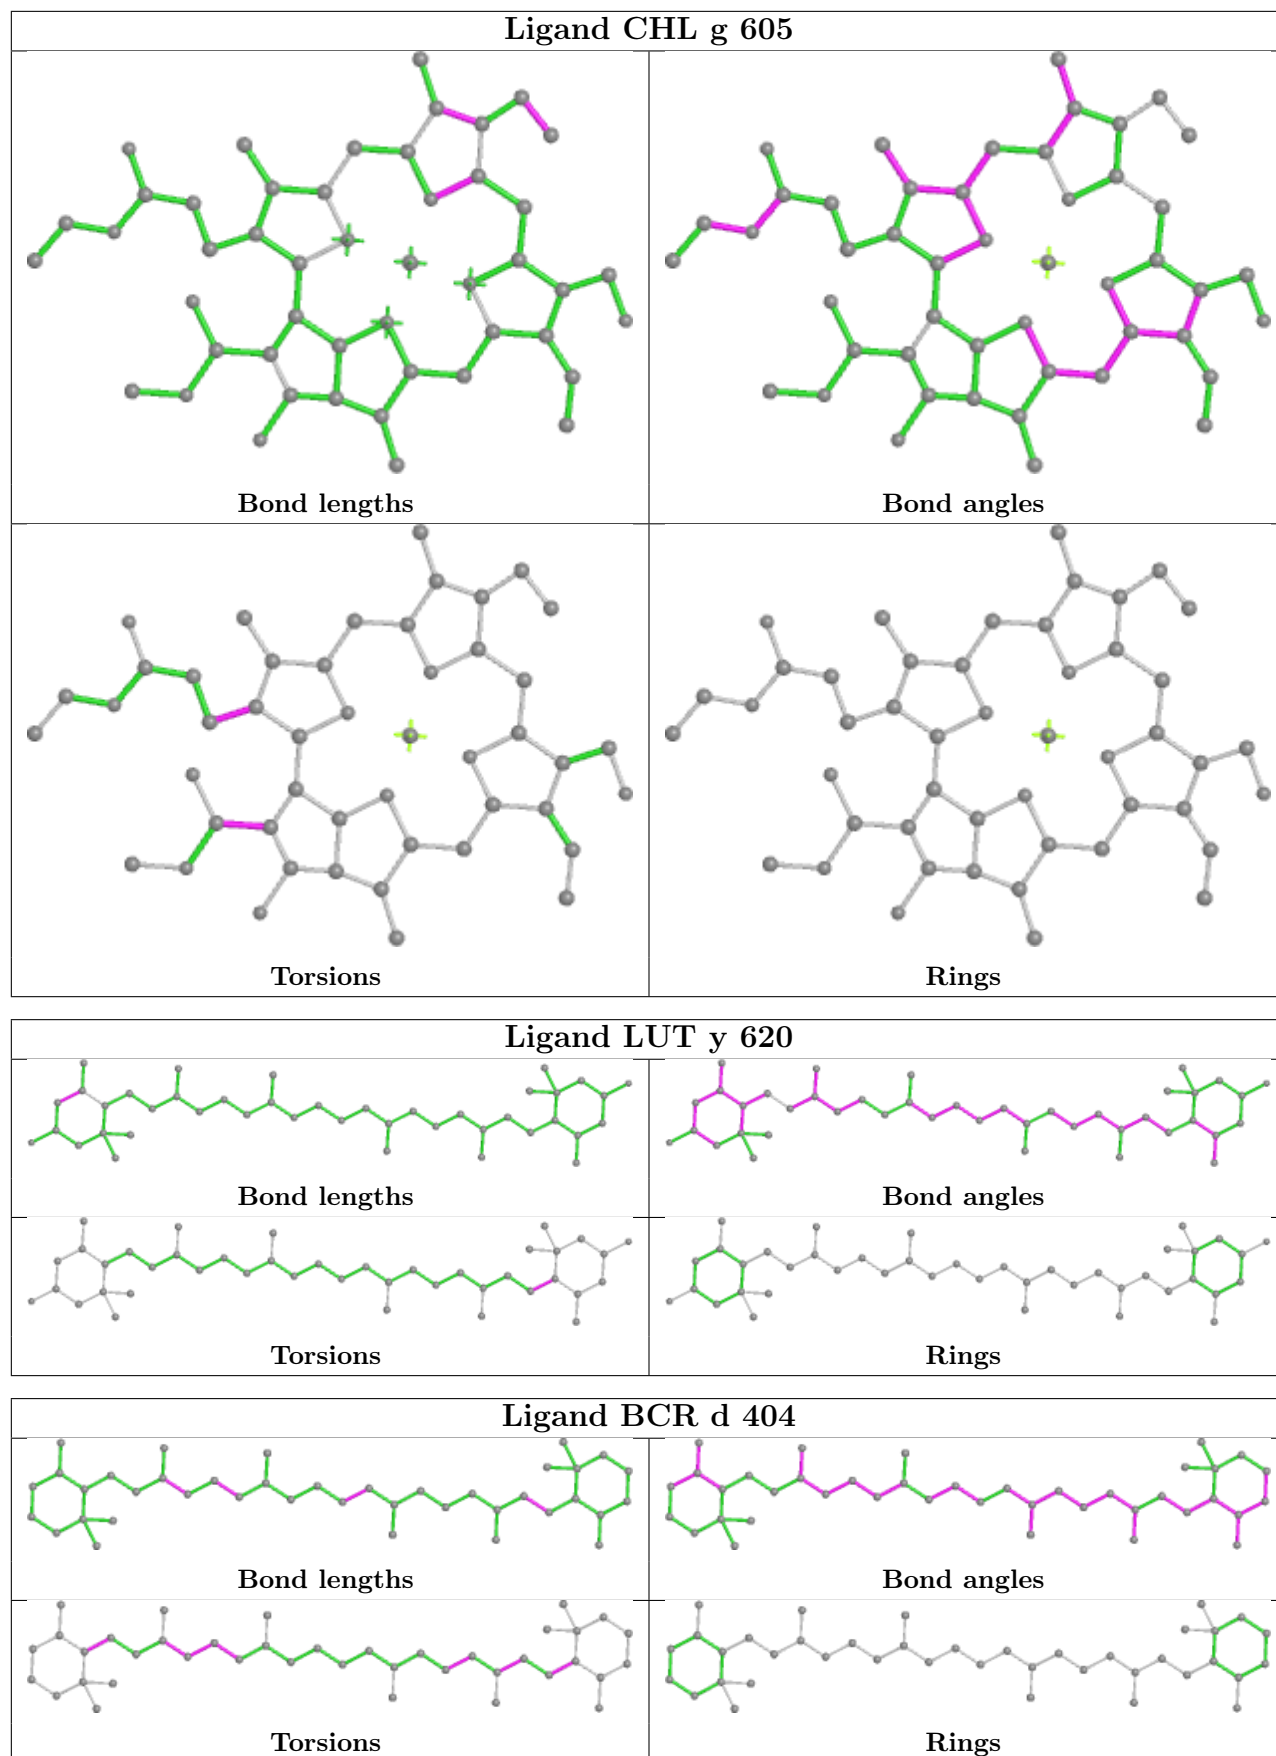 Ligand CHL g 605
Bond lengths
Bond angles
Torsions
Rings
Ligand LUT y 620
Bond lengths
Bond angles
Torsions
Rings
Ligand BCR d 404
Bond lengths
Bond angles
Torsions
Rings